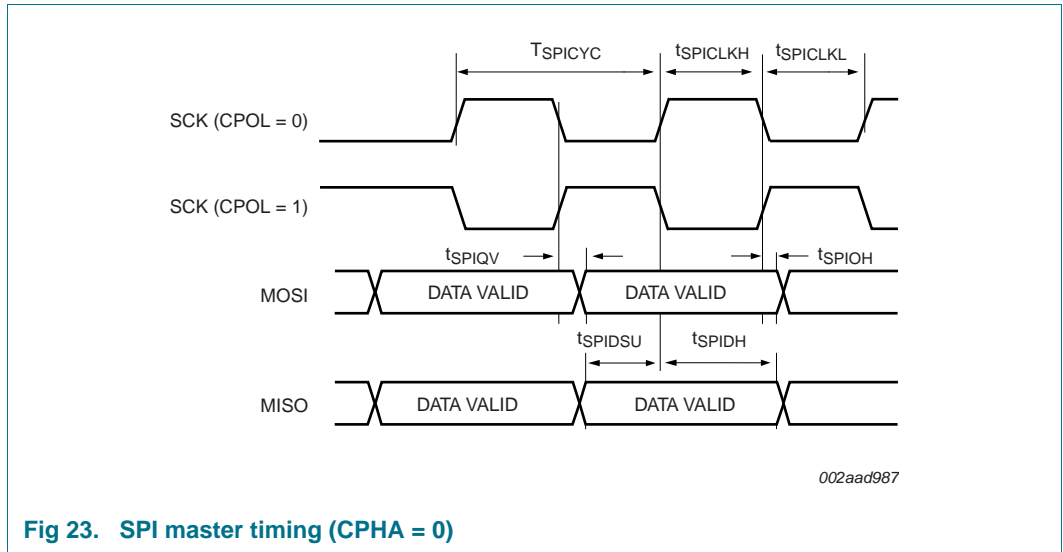 TSPICYC tSPICLKH tSPICLKL
SCK (CPOL = 0)
SCK (CPOL = 1)
tSPIQV tSPIOH
MOSI DATA VALID DATA VALID
tSPIDSU tSPIDH
MISO DATA VALID DATA VALID
002aad987
Fig 23. SPI master timing (CPHA = 0)